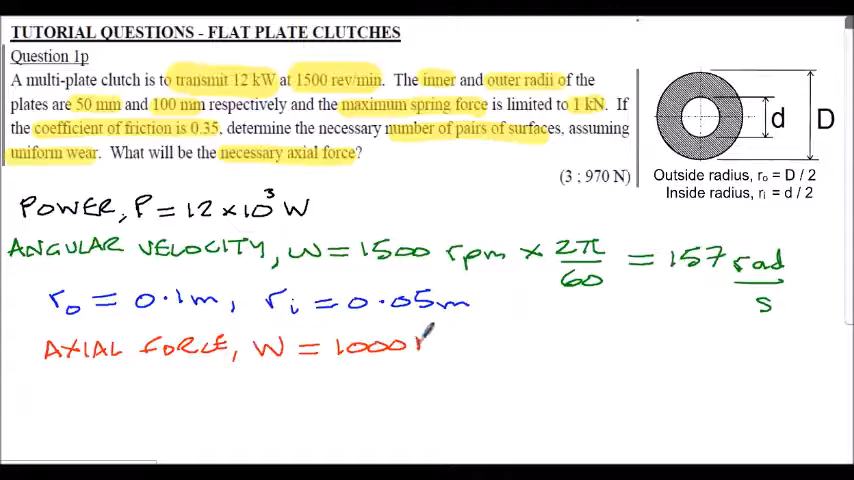 TUTORIAL QUESTIONS - FLAT PLATE CLUTCHES
Question 1p
A multi-plate clutch is to transmit 12 kW at 1500 rev/min. The inner and outer radii of the
plates are 50 mm and 100 mm respectively and the maximum spring force is limited to 1 kN. If
the coefficient of friction is 0.35, determine the necessary number of pairs of surfaces, assuming
uniform wear. What will be the necessary axial force?
(3 ; 970 N)
d
D
Outside radius, rₒ = D / 2
Inside radius, rᵢ = d / 2
POWER, P = 12 × 10³ W
ANGULAR VELOCITY, ω = 1500 rpm × 2π/60 = 157 rad/s
rₒ = 0.1m, rᵢ = 0.05m
AXIAL FORCE, W = 1000